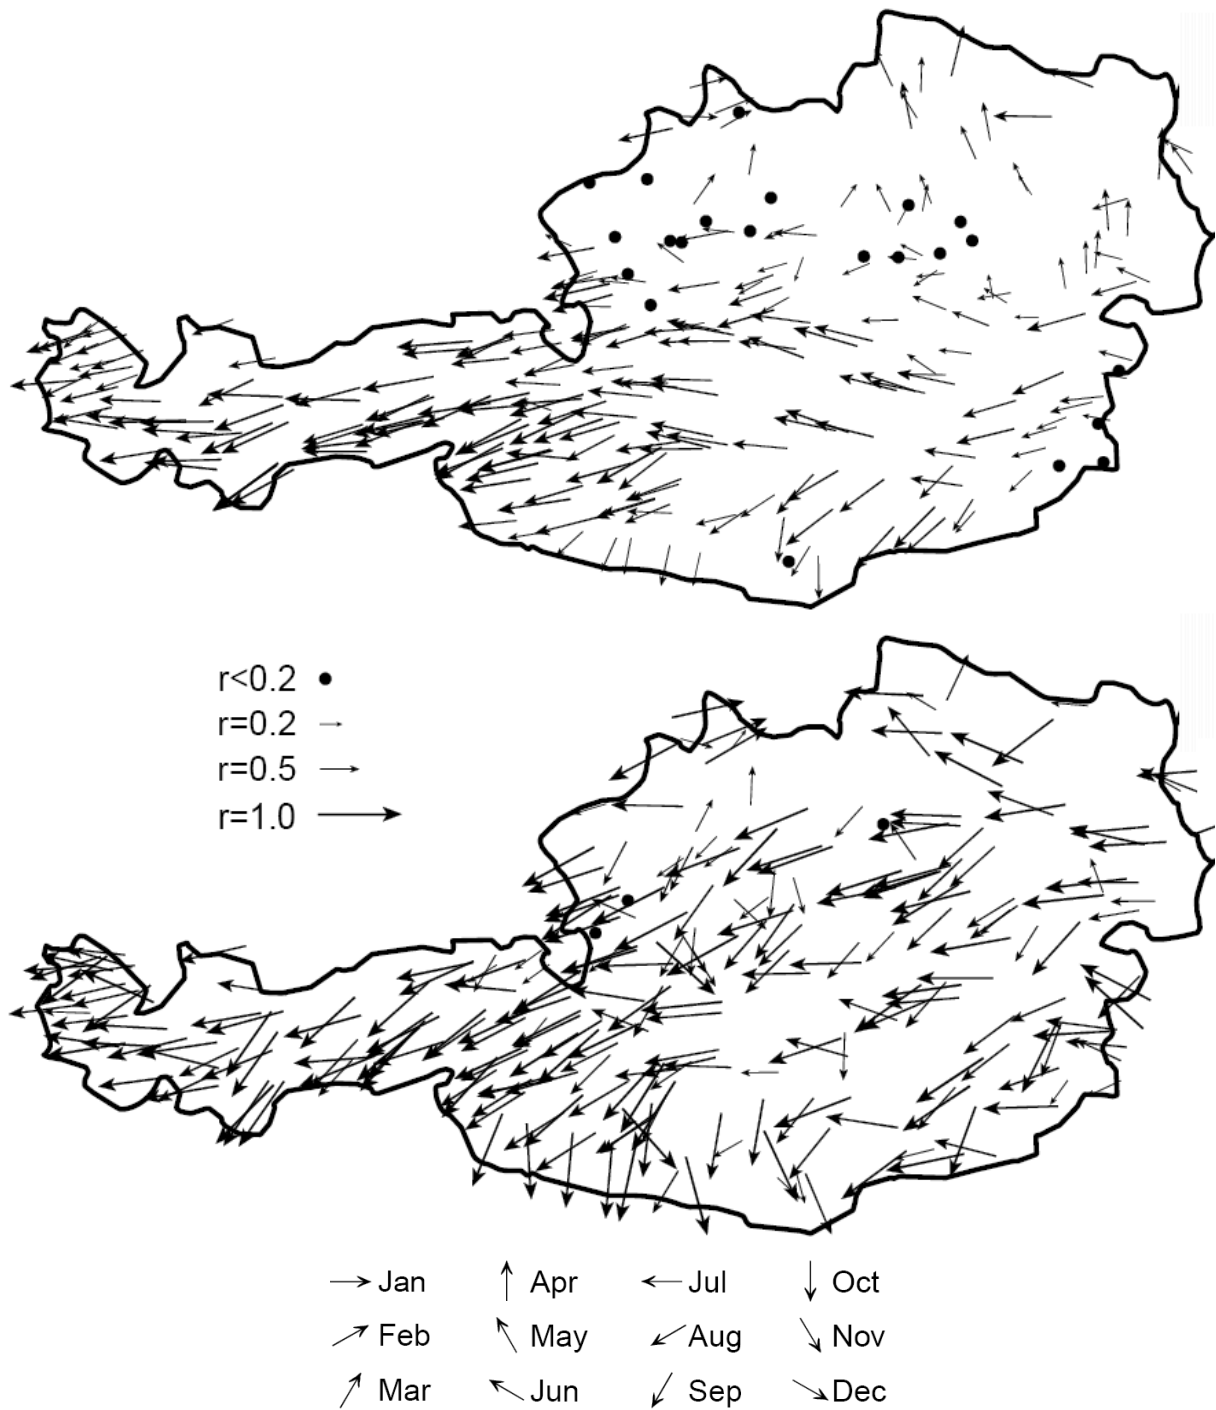 r<0.2
r=0.2
r=0.5
r=1.0
Jan Apr Jul Oct
Feb May Aug Nov
Mar Jun Sep Dec